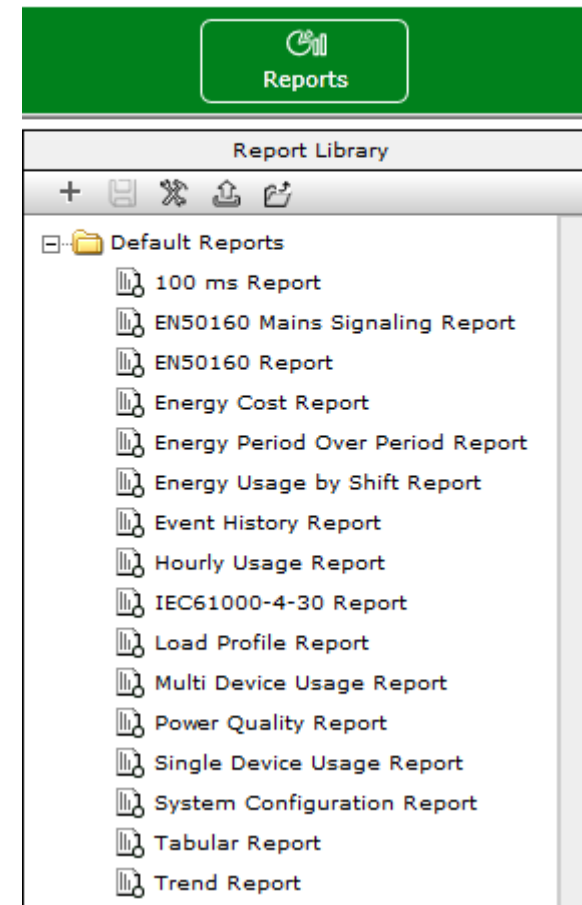 Reports
Report Library
Default Reports
100 ms Report
EN50160 Mains Signaling Report
EN50160 Report
Energy Cost Report
Energy Period Over Period Report
Energy Usage by Shift Report
Event History Report
Hourly Usage Report
IEC61000-4-30 Report
Load Profile Report
Multi Device Usage Report
Power Quality Report
Single Device Usage Report
System Configuration Report
Tabular Report
Trend Report